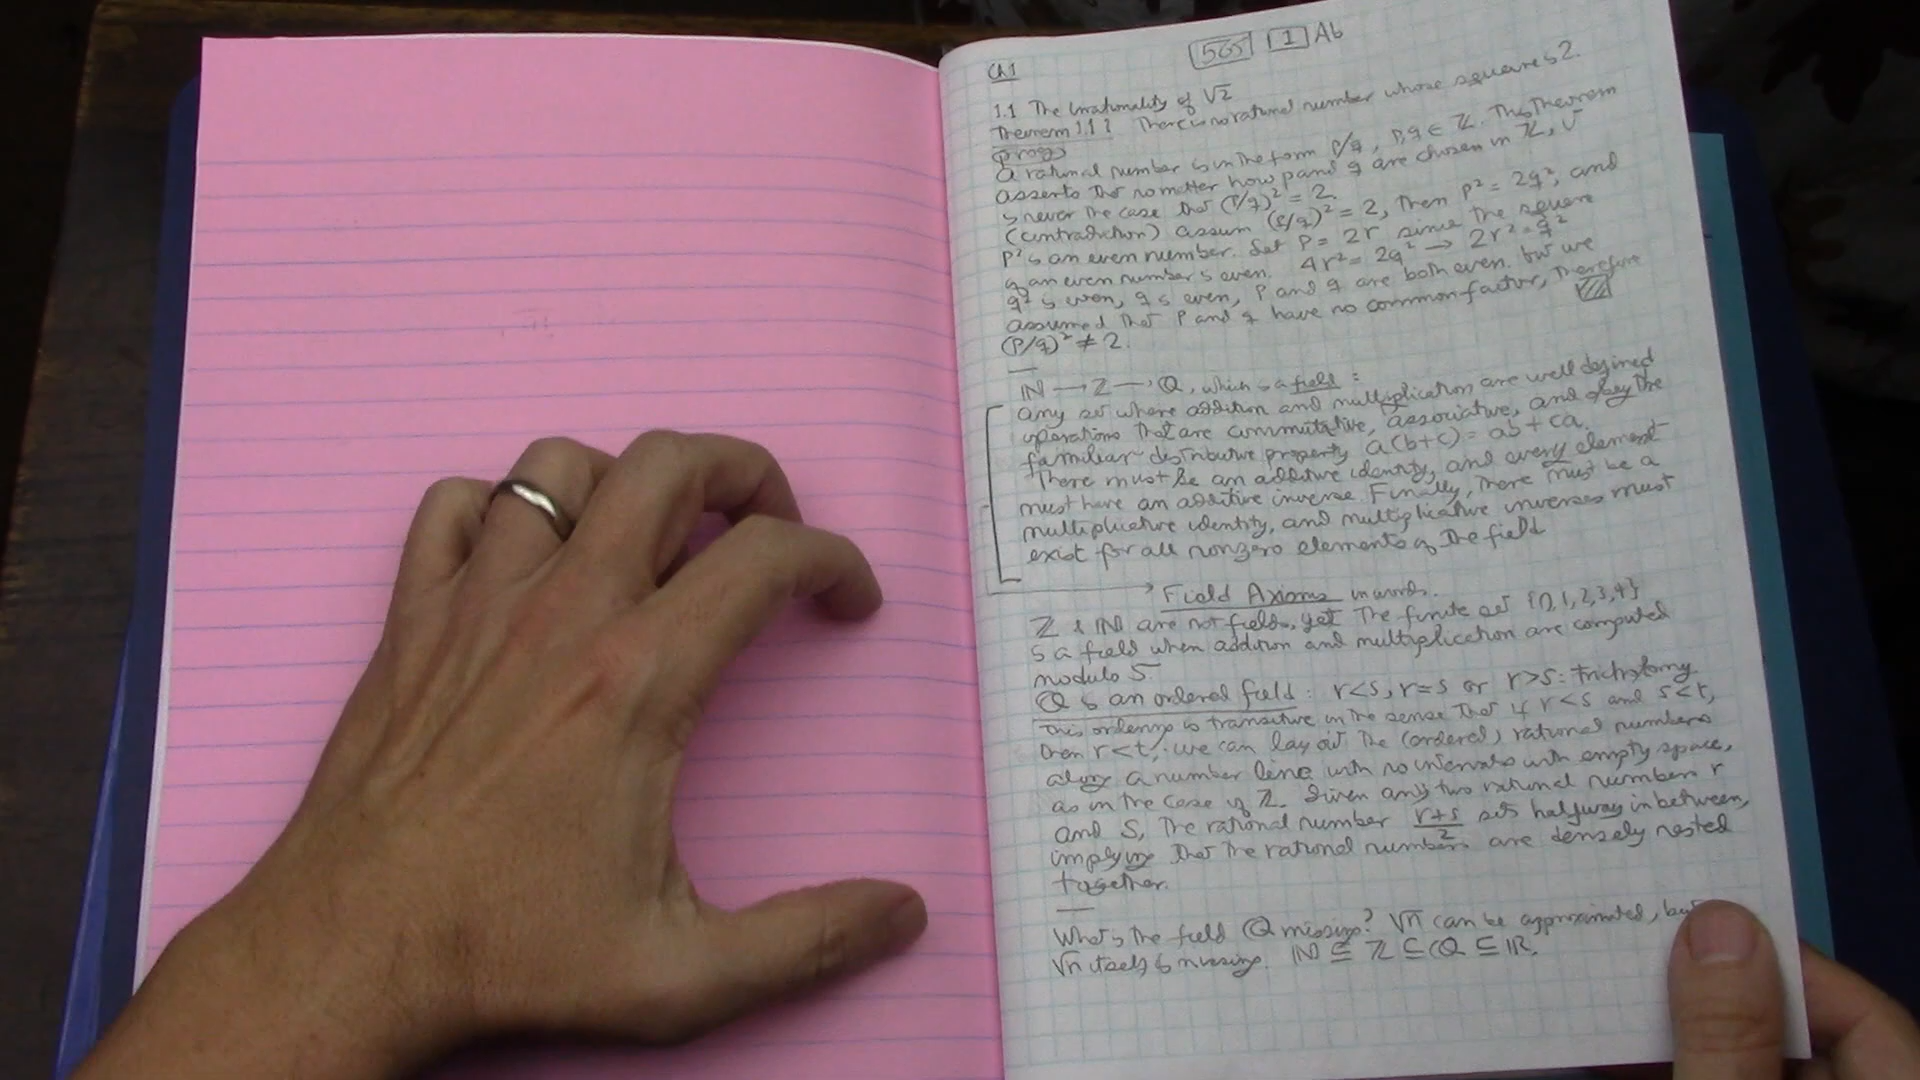 565 1 Ab
Ch1
1.1 The irrationality of √2
Theorem 1.1.1 There is no rational number whose square is 2.
proof
A rational number is in the form p/q, p,q ∈ ℤ. This Theorem
asserts that no matter how p and q are chosen in ℤ, it
is never the case that (p/q)² = 2.
(contradiction) assum (p/q)² = 2, then p² = 2q², and
p² is an even number. Let p = 2r since the square
of an even number is even. 4r² = 2q² → 2r² = q²
q² is even, q is even, p and q are both even. but we
assumed that p and q have no common factor, Therefore
(p/q)² ≠ 2.
ℕ → ℤ → ℚ, which is a field:
any set where addition and multiplication are well defined
operations that are commutative, associative, and obey the
familiar distributive property a(b+c) = ab + ca.
There must be an additive identity, and every element
must have an additive inverse. Finally, there must be a
multiplicative identity, and multiplicative inverses must
exist for all nonzero elements of the field
→ Field Axioms in words.
ℤ & ℕ are not fields, yet the finite set {0,1,2,3,4}
is a field when addition and multiplication are computed
modulo 5.
ℚ is an ordered field: r<s, r=s or r>s: trichotomy.
This ordering is transitive in the sense that if r<s and s<t,
then r<t, we can lay out the (ordered) rational numbers
along a number line with no intervals with empty space,
as in the case of ℤ. Given any two rational numbers r
and s, the rational number r+s/2 sits halfway in between,
implying that the rational numbers are densely nested
together.
What is the field ℚ missing? √n can be approximated, but
√n itself is missing. ℕ ⊆ ℤ ⊆ ℚ ⊆ ℝ.